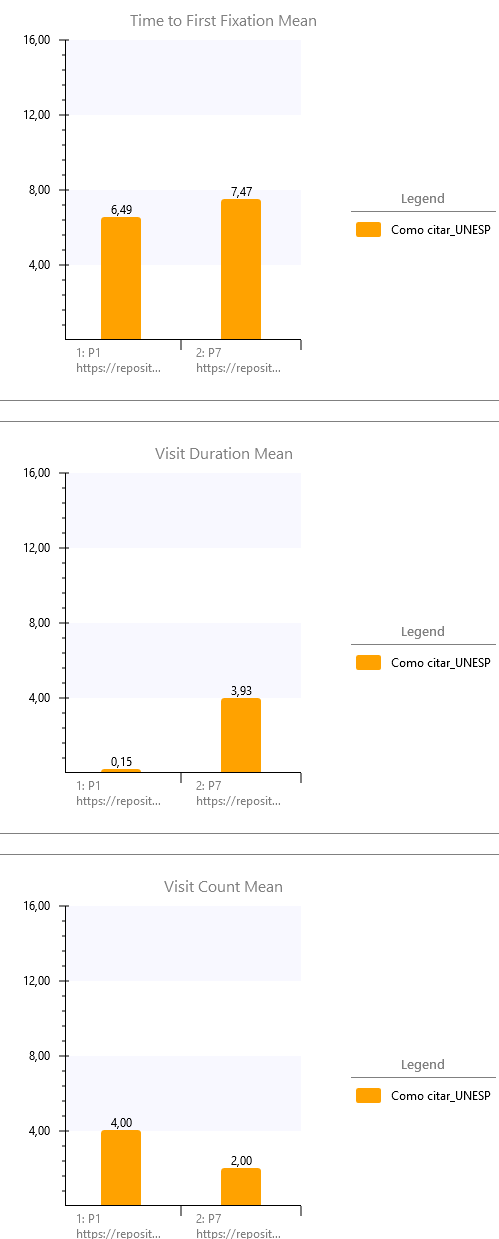 Time to First Fixation Mean
16,00
12,00
8,00
4,00
6,49
7,47
1: P1
https://reposit...
2: P7
https://reposit...
Legend
Como citar_UNESP
Visit Duration Mean
16,00
12,00
8,00
4,00
0,15
3,93
1: P1
https://reposit...
2: P7
https://reposit...
Legend
Como citar_UNESP
Visit Count Mean
16,00
12,00
8,00
4,00
4,00
2,00
1: P1
https://reposit...
2: P7
https://reposit...
Legend
Como citar_UNESP